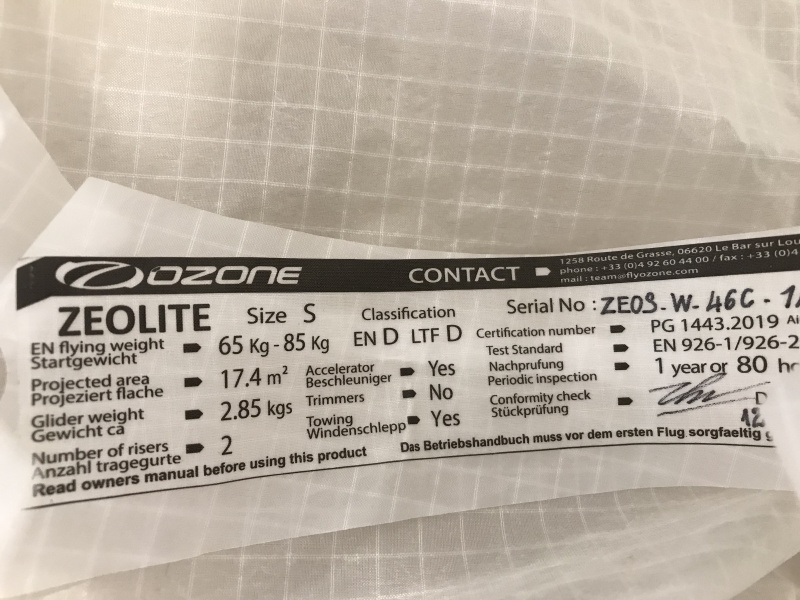 OZONE CONTACT
1258 Route de Grasse, 06620 Le Bar sur
phone : +33 (0)4 92 60 44 00 / fax : +33 (0)4
mail : team@flyozone.com
ZEOLITE Size S
EN flying weight
Startgewicht
65 Kg - 85 Kg
Projected area
Projeziert flache
17.4 m²
Glider weight
Gewicht ca
2.85 kgs
Number of risers
Anzahl tragegurte
2
Classification
EN D LTF D
Accelerator
Beschleuniger
Yes
Trimmers No
Towing
Windenschlepp
Yes
Serial No : ZEOS-W-46C-
Certification number PG 1443.2019
Test Standard EN 926-1/926-2
Nachprufung
Periodic inspection
1 year or 80
Conformity check
Stückprüfung
D
12
Read owners manual before using this product
Das Betriebshandbuch muss vor dem ersten Flug sorgfaeltig